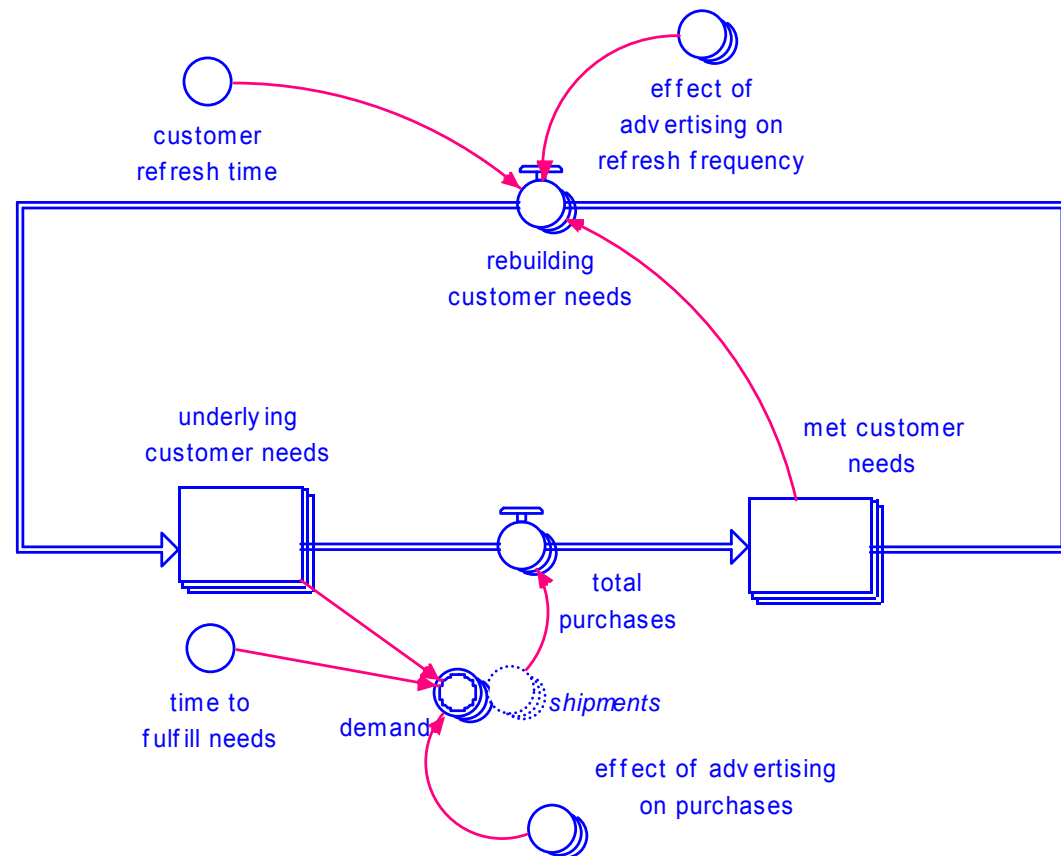 effect of
advertising on
refresh frequency
customer
refresh time
rebuilding
customer needs
underlying
customer needs
met customer
needs
total
purchases
time to
fulfill needs
demand
shipments
effect of advertising
on purchases